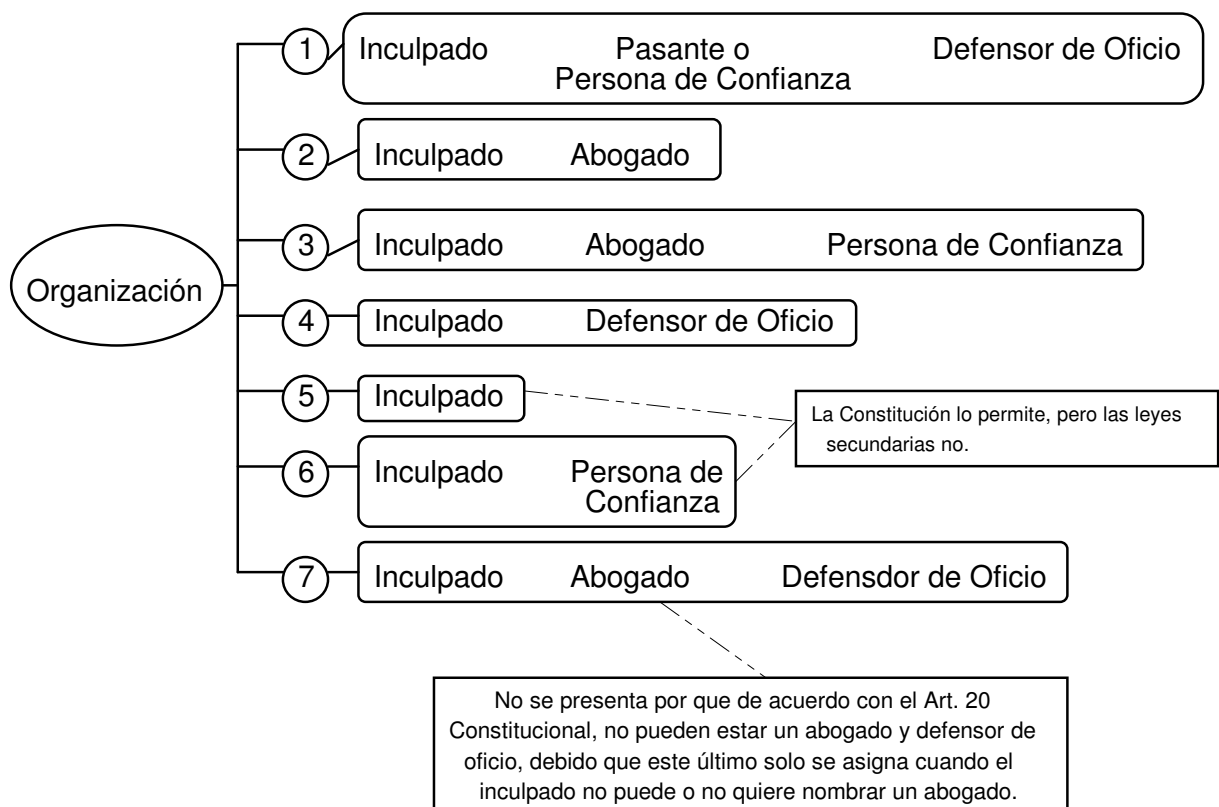 1 Inculpado Pasante o Defensor de Oficio
Persona de Confianza
2 Inculpado Abogado
3 Inculpado Abogado Persona de Confianza
Organización
4 Inculpado Defensor de Oficio
5 Inculpado
La Constitución lo permite, pero las leyes
secundarias no.
6 Inculpado Persona de
Confianza
7 Inculpado Abogado Defensdor de Oficio
No se presenta por que de acuerdo con el Art. 20
Constitucional, no pueden estar un abogado y defensor de
oficio, debido que este último solo se asigna cuando el
inculpado no puede o no quiere nombrar un abogado.